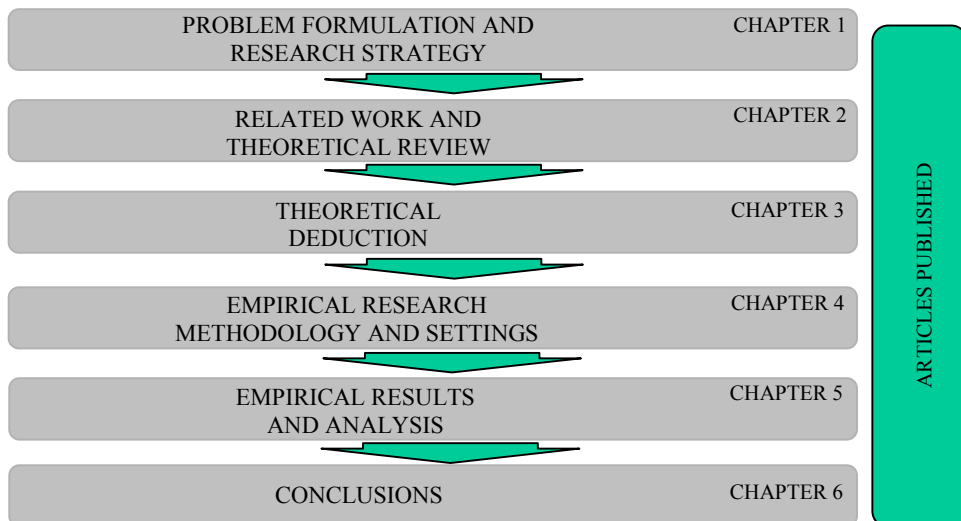 PROBLEM FORMULATION AND
RESEARCH STRATEGY
CHAPTER 1
RELATED WORK AND
THEORETICAL REVIEW
CHAPTER 2
THEORETICAL
DEDUCTION
CHAPTER 3
EMPIRICAL RESEARCH
METHODOLOGY AND SETTINGS
CHAPTER 4
EMPIRICAL RESULTS
AND ANALYSIS
CHAPTER 5
CONCLUSIONS
CHAPTER 6
ARTICLES PUBLISHED